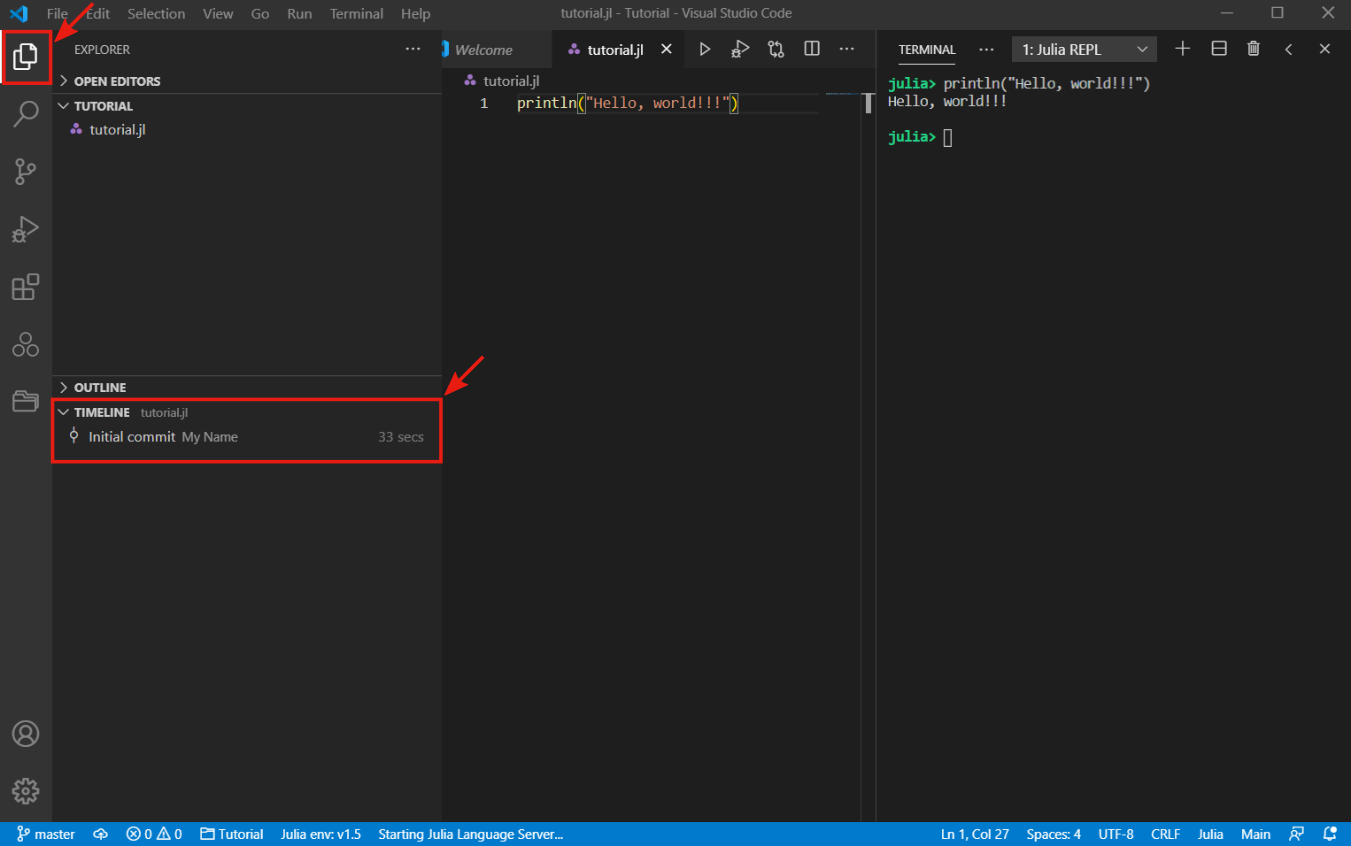 File Edit Selection View Go Run Terminal Help
tutorial.jl - Tutorial - Visual Studio Code
EXPLORER
OPEN EDITORS
TUTORIAL
tutorial.jl
OUTLINE
TIMELINE tutorial.jl
Initial commit My Name 33 secs
Welcome
tutorial.jl
tutorial.jl
1 println("Hello, world!!!")
TERMINAL
1: Julia REPL
julia> println("Hello, world!!!")
Hello, world!!!
julia>
master
0 0
Tutorial
Julia env: v1.5
Starting Julia Language Server...
Ln 1, Col 27
Spaces: 4
UTF-8
CRLF
Julia
Main